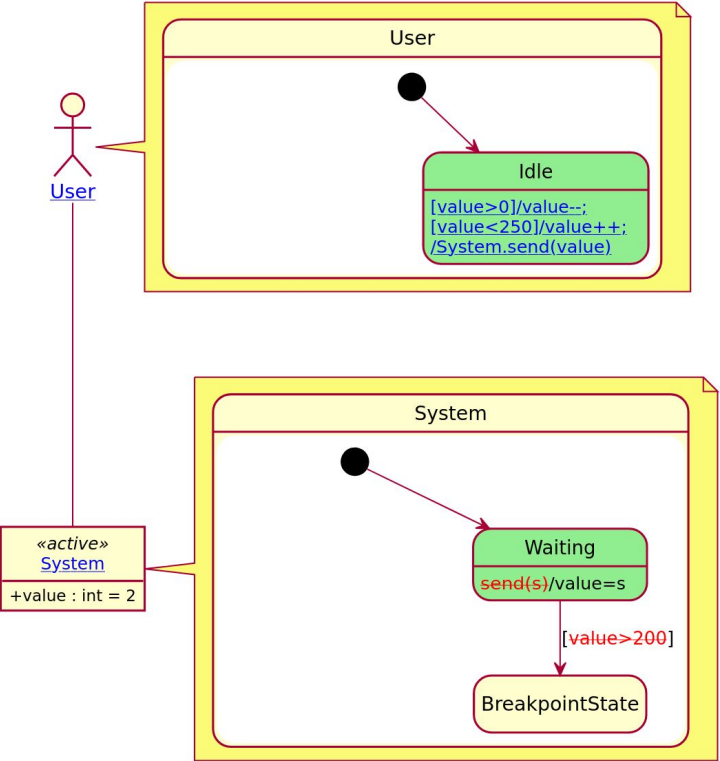 User
User
Idle
[value>0]/value--;
[value<250]/value++;
/System.send(value)
System
«active»
System
+value : int = 2
Waiting
send(s)/value=s
[value>200]
BreakpointState